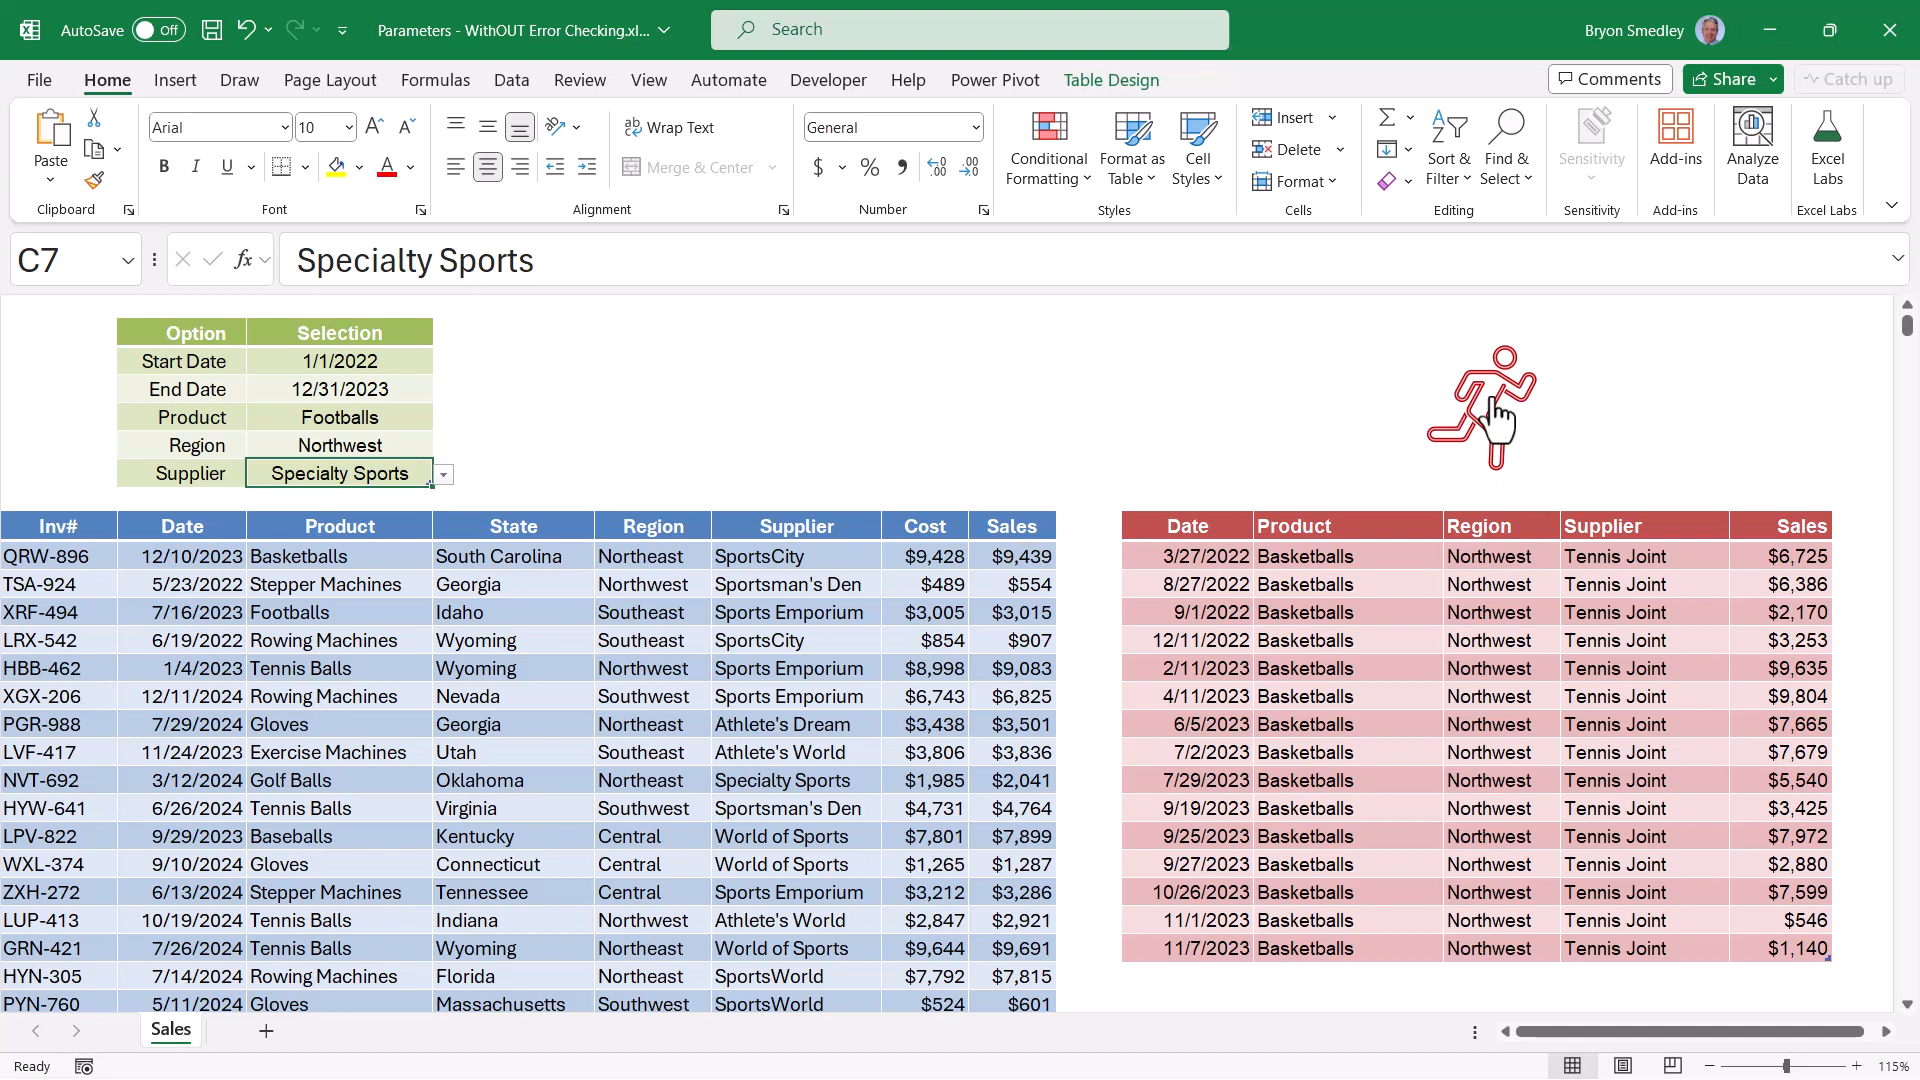 AutoSave Off Parameters - WithOUT Error Checking.xl... Search Bryon Smedley
File Home Insert Draw Page Layout Formulas Data Review View Automate Developer Help Power Pivot Table Design Comments Share Catch up
Arial 10 Wrap Text General Insert
Paste B I U Merge & Center $ % Conditional Formatting Format as Table Cell Styles Delete Sort & Filter Find & Select Sensitivity Add-ins Analyze Data Excel Labs
Format
Clipboard Font Alignment Number Styles Cells Editing Sensitivity Add-ins Excel Labs
C7 fx Specialty Sports
Option Selection
Start Date 1/1/2022
End Date 12/31/2023
Product Footballs
Region Northwest
Supplier Specialty Sports
Inv# Date Product State Region Supplier Cost Sales Date Product Region Supplier Sales
QRW-896 12/10/2023 Basketballs South Carolina Northeast SportsCity $9,428 $9,439 3/27/2022 Basketballs Northwest Tennis Joint $6,725
TSA-924 5/23/2022 Stepper Machines Georgia Northwest Sportsman's Den $489 $554 8/27/2022 Basketballs Northwest Tennis Joint $6,386
XRF-494 7/16/2023 Footballs Idaho Southeast Sports Emporium $3,005 $3,015 9/1/2022 Basketballs Northwest Tennis Joint $2,170
LRX-542 6/19/2022 Rowing Machines Wyoming Southeast SportsCity $854 $907 12/11/2022 Basketballs Northwest Tennis Joint $3,253
HBB-462 1/4/2023 Tennis Balls Wyoming Northwest Sports Emporium $8,998 $9,083 2/11/2023 Basketballs Northwest Tennis Joint $9,635
XGX-206 12/11/2024 Rowing Machines Nevada Southwest Sports Emporium $6,743 $6,825 4/11/2023 Basketballs Northwest Tennis Joint $9,804
PGR-988 7/29/2024 Gloves Georgia Northeast Athlete's Dream $3,438 $3,501 6/5/2023 Basketballs Northwest Tennis Joint $7,665
LVF-417 11/24/2023 Exercise Machines Utah Southeast Athlete's World $3,806 $3,836 7/2/2023 Basketballs Northwest Tennis Joint $7,679
NVT-692 3/12/2024 Golf Balls Oklahoma Northeast Specialty Sports $1,985 $2,041 7/29/2023 Basketballs Northwest Tennis Joint $5,540
HYW-641 6/26/2024 Tennis Balls Virginia Southwest Sportsman's Den $4,731 $4,764 9/19/2023 Basketballs Northwest Tennis Joint $3,425
LPV-822 9/29/2023 Baseballs Kentucky Central World of Sports $7,801 $7,899 9/25/2023 Basketballs Northwest Tennis Joint $7,972
WXL-374 9/10/2024 Gloves Connecticut Central World of Sports $1,265 $1,287 9/27/2023 Basketballs Northwest Tennis Joint $2,880
ZXH-272 6/13/2024 Stepper Machines Tennessee Central Sports Emporium $3,212 $3,286 10/26/2023 Basketballs Northwest Tennis Joint $7,599
LUP-413 10/19/2024 Tennis Balls Indiana Northwest Athlete's World $2,847 $2,921 11/1/2023 Basketballs Northwest Tennis Joint $546
GRN-421 7/26/2024 Tennis Balls Wyoming Northeast World of Sports $9,644 $9,691 11/7/2023 Basketballs Northwest Tennis Joint $1,140
HYN-305 7/14/2024 Rowing Machines Florida Northeast SportsWorld $7,792 $7,815
PYN-760 5/11/2024 Gloves Massachusetts Southwest SportsWorld $524 $601
Sales
Ready 115%